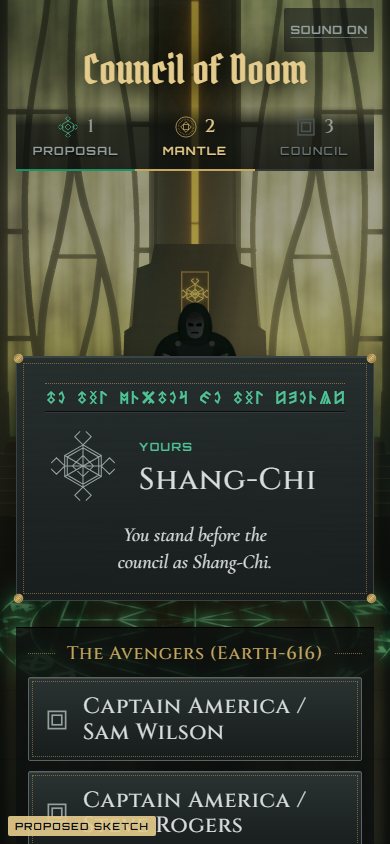 SOUND ON
Council of Doom
1
PROPOSAL
2
MANTLE
3
COUNCIL
YOURS
SHANG-CHI
You stand before the
council as Shang-Chi.
THE AVENGERS (EARTH-616)
CAPTAIN AMERICA /
SAM WILSON
CAPTAIN AMERICA /
ROGERS
PROPOSED SKETCH